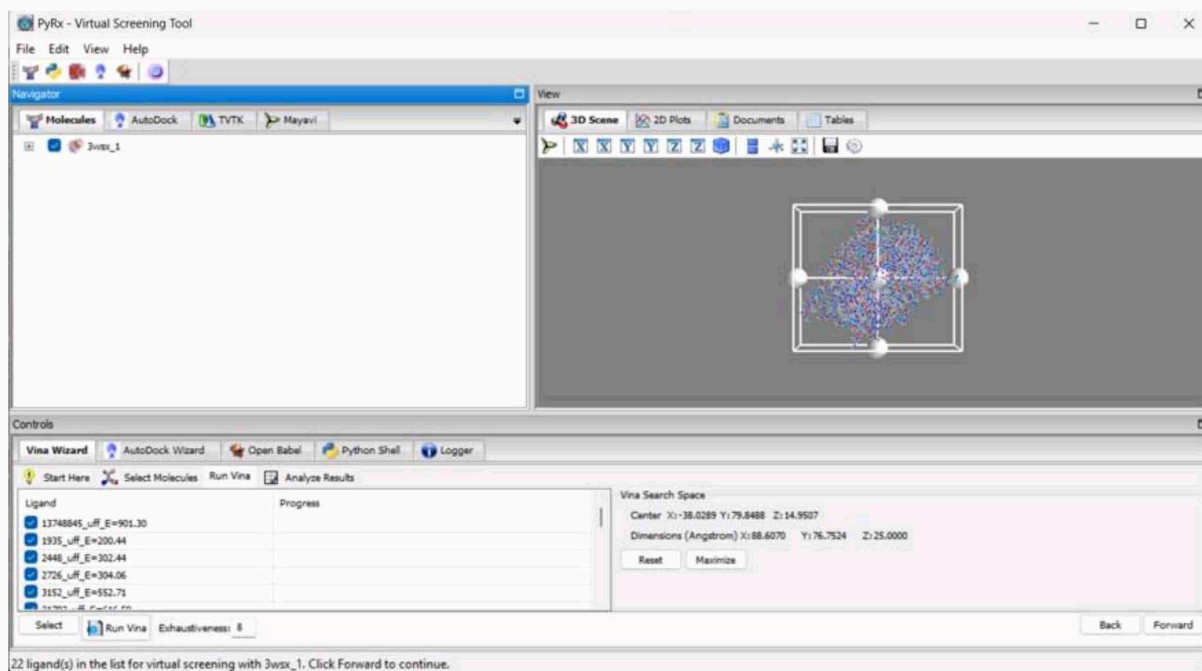 PyRx - Virtual Screening Tool
File Edit View Help
Navigator
Molecules AutoDock TVTK Mayavi
3wsx_1
View
3D Scene 2D Plots Documents Tables
X X Y Y Z Z
Controls
Vina Wizard AutoDock Wizard Open Babel Python Shell Logger
Start Here Select Molecules Run Vina Analyze Results
Ligand Progress
13748845_uff_E=901.30
1935_uff_E=200.44
2448_uff_E=302.44
2726_uff_E=304.06
3152_uff_E=552.71
Vina Search Space
Center X:-38.0289 Y:79.8488 Z:14.9507
Dimensions (Angstrom) X:88.6070 Y:76.7524 Z:25.0000
Reset Maximize
Select Run Vina Exhaustiveness: 8
Back Forward
22 ligand(s) in the list for virtual screening with 3wsx_1. Click Forward to continue.